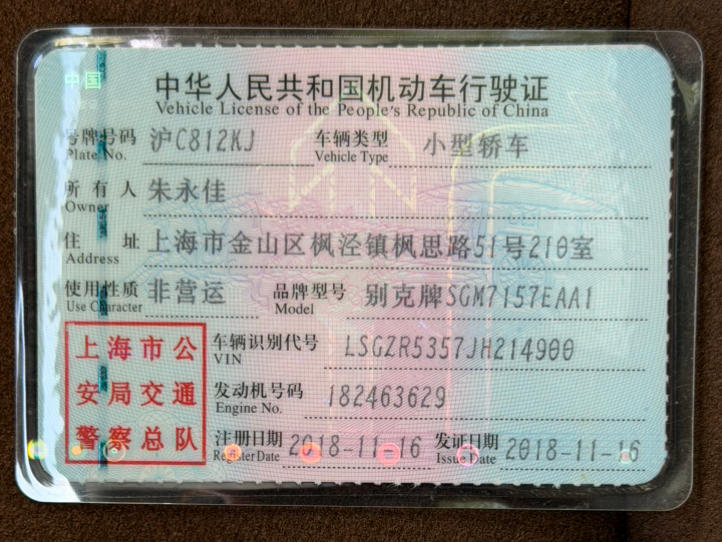 中国
中华人民共和国机动车行驶证
Vehicle License of the People's Republic of China
号牌号码 沪C812KJ 车辆类型 小型轿车
Plate No. Vehicle Type
所有人 朱永佳
Owner
住址 上海市金山区枫泾镇枫思路51号210室
Address
使用性质 非营运 品牌型号 别克牌SGM7157EAA1
Use Character Model
上海市公
安局交通
警察总队
车辆识别代号 LSGZR5357JH214900
VIN
发动机号码 182463629
Engine No.
注册日期 2018-11-16 发证日期 2018-11-16
Register Date Issue Date